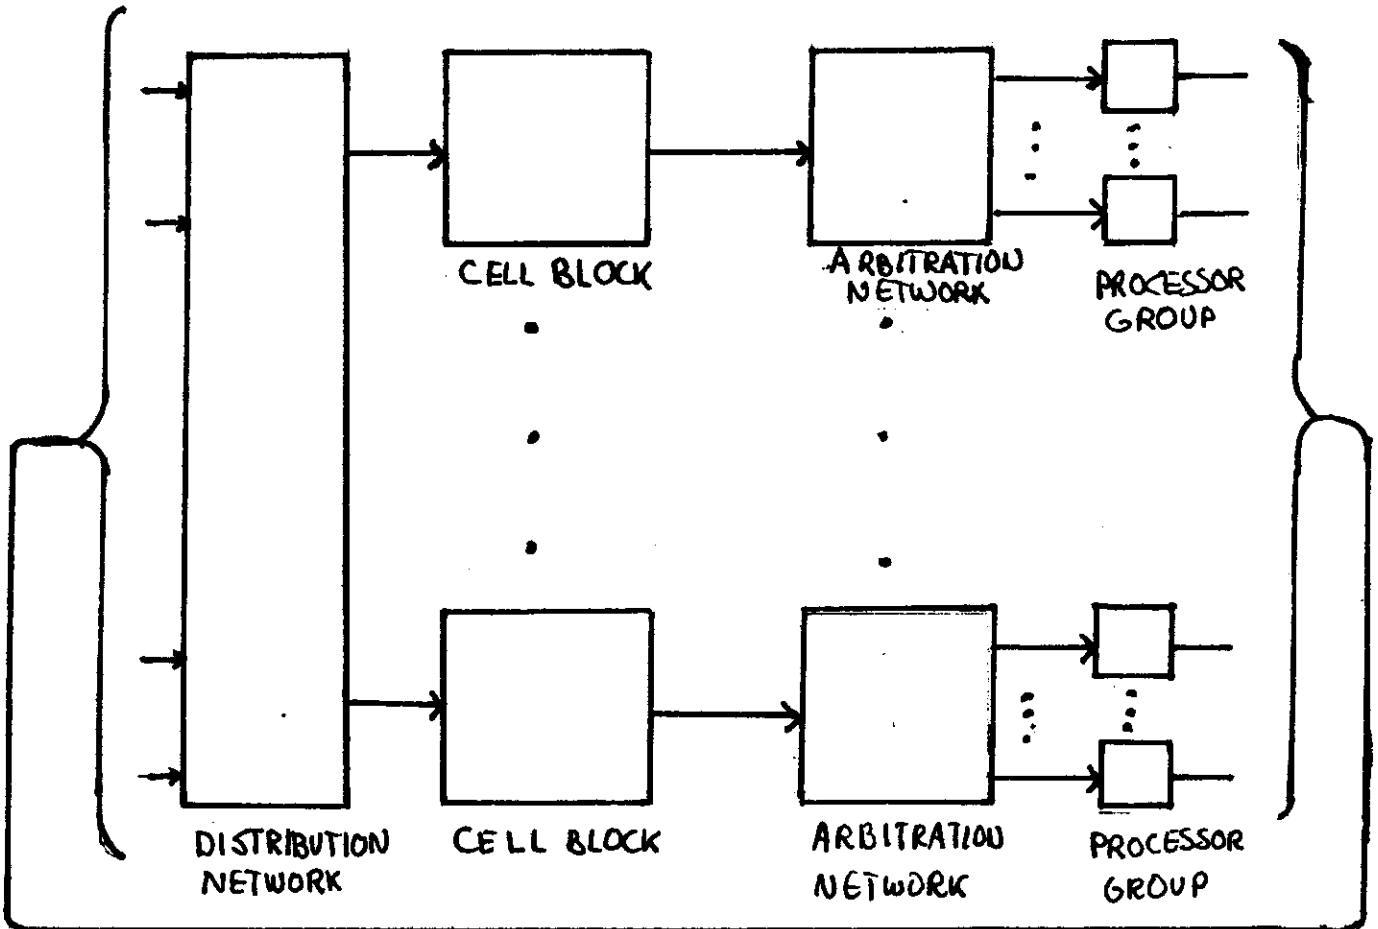 CELL BLOCK
ARBITRATION
NETWORK
PROCESSOR
GROUP
DISTRIBUTION
NETWORK
CELL BLOCK
ARBITRATION
NETWORK
PROCESSOR
GROUP